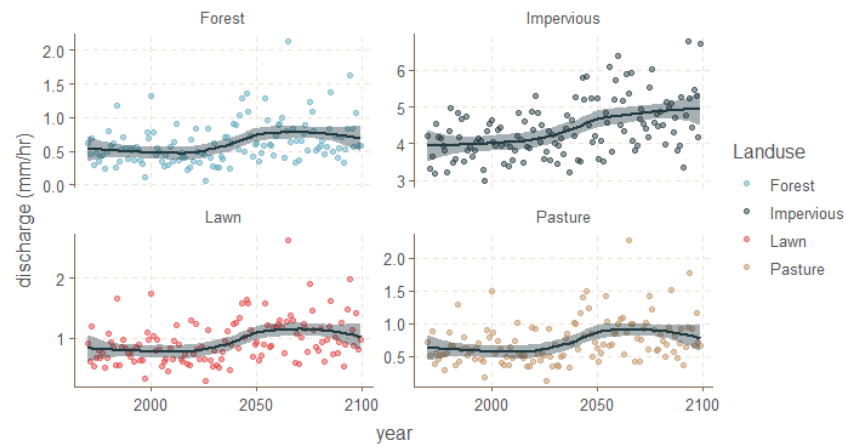 Forest
Impervious
2.0
1.5
1.0
0.5
0.0
6
5
4
3
discharge (mm/hr)
Lawn
Pasture
2
1
2.0
1.5
1.0
0.5
2000
2050
2100
2000
2050
2100
year
Landuse
Forest
Impervious
Lawn
Pasture